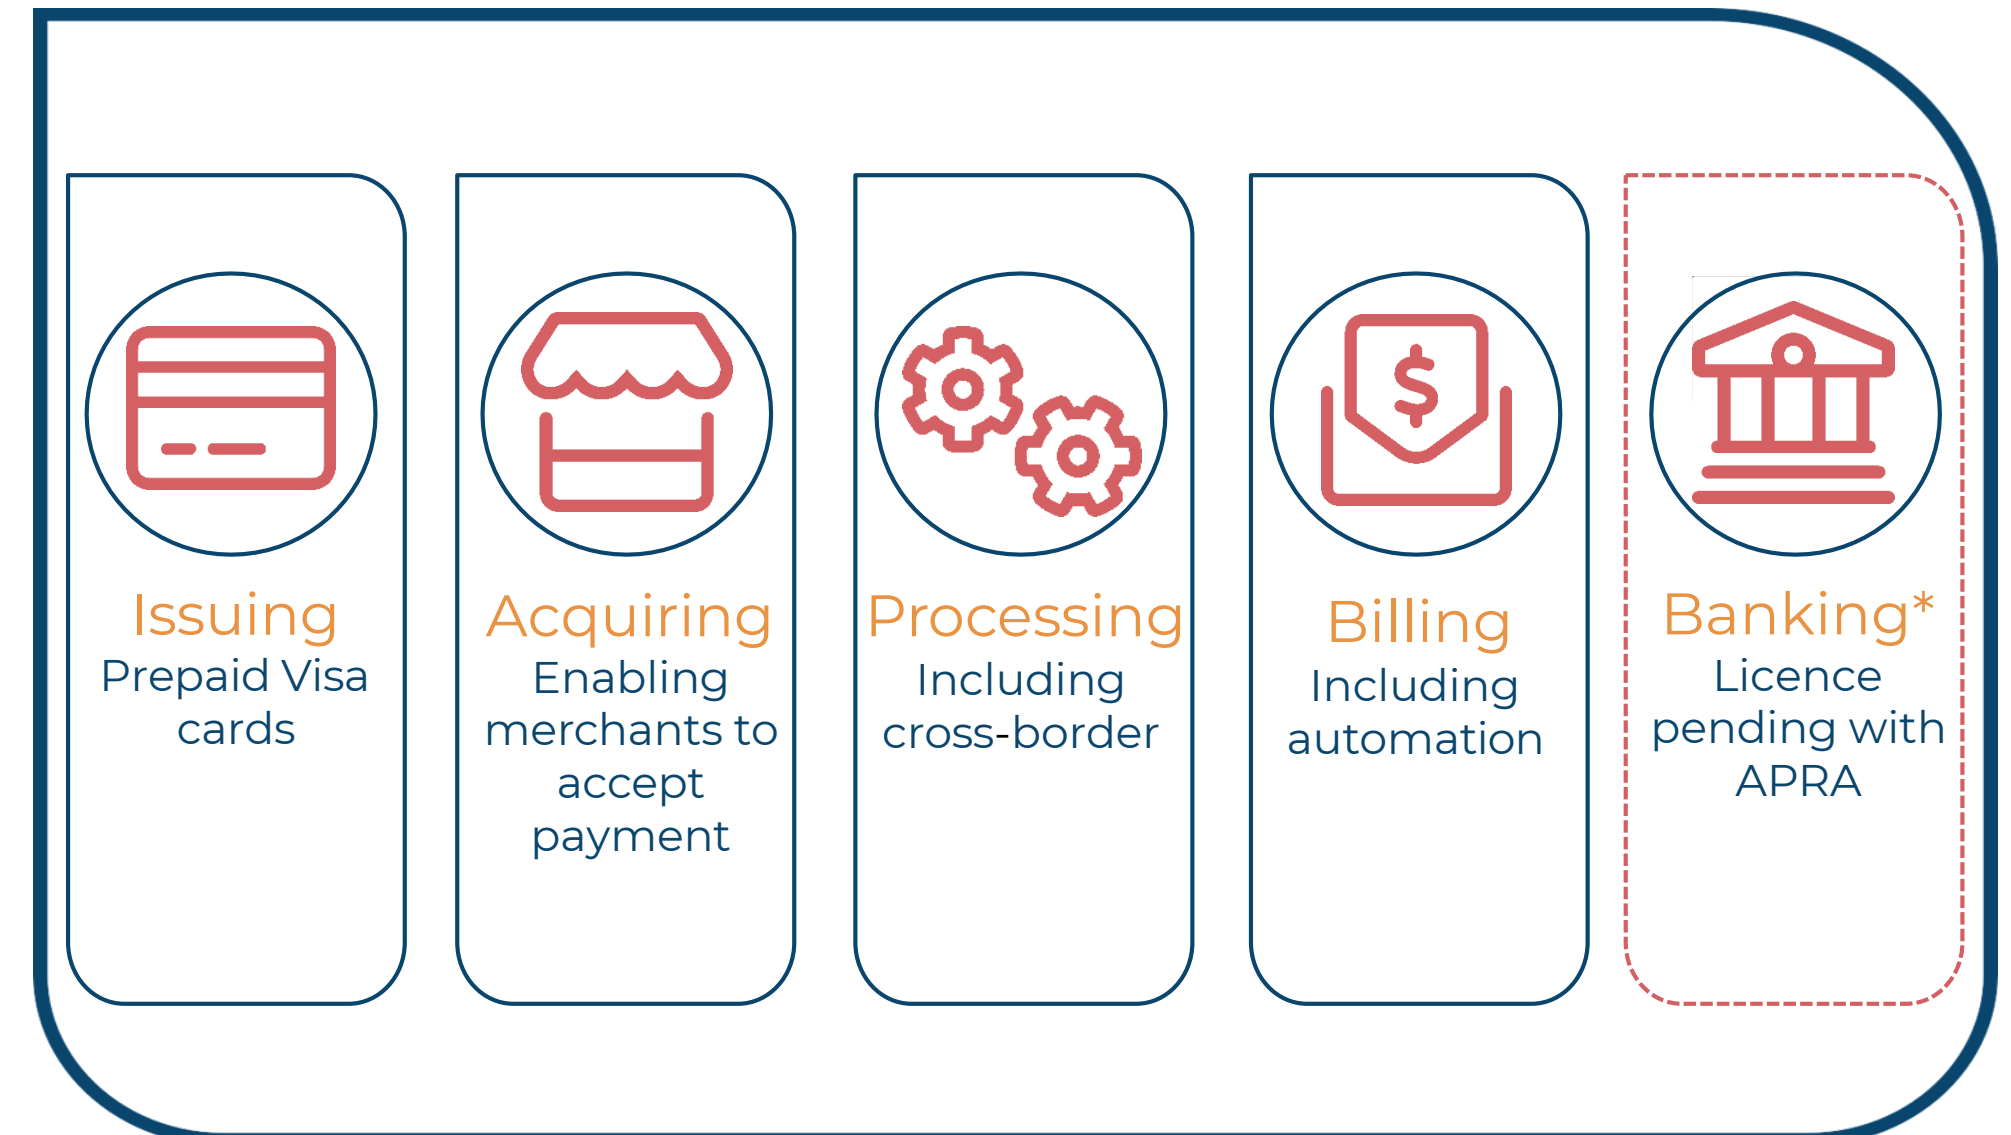 Issuing
Prepaid Visa
cards
Acquiring
Enabling
merchants to
accept
payment
Processing
Including
cross-border
$
Billing
Including
automation
Banking*
Licence
pending with
APRA